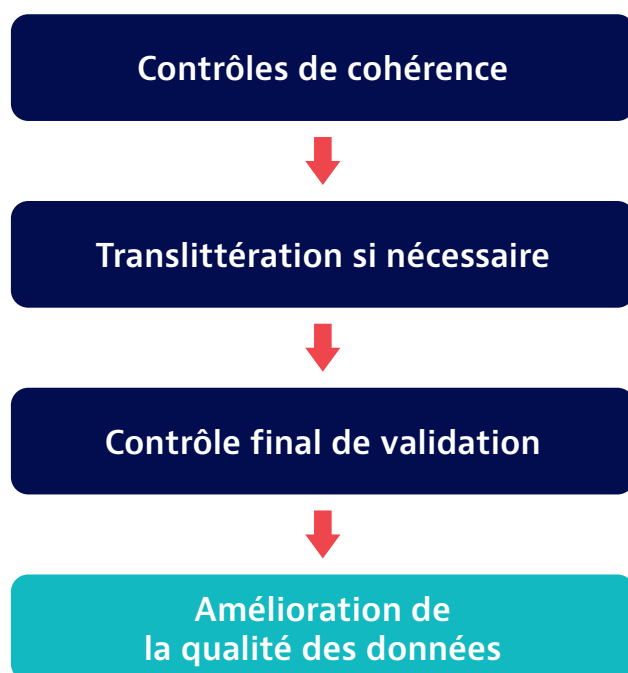 Contrôles de cohérence
Translittération si nécessaire
Contrôle final de validation
Amélioration de
la qualité des données